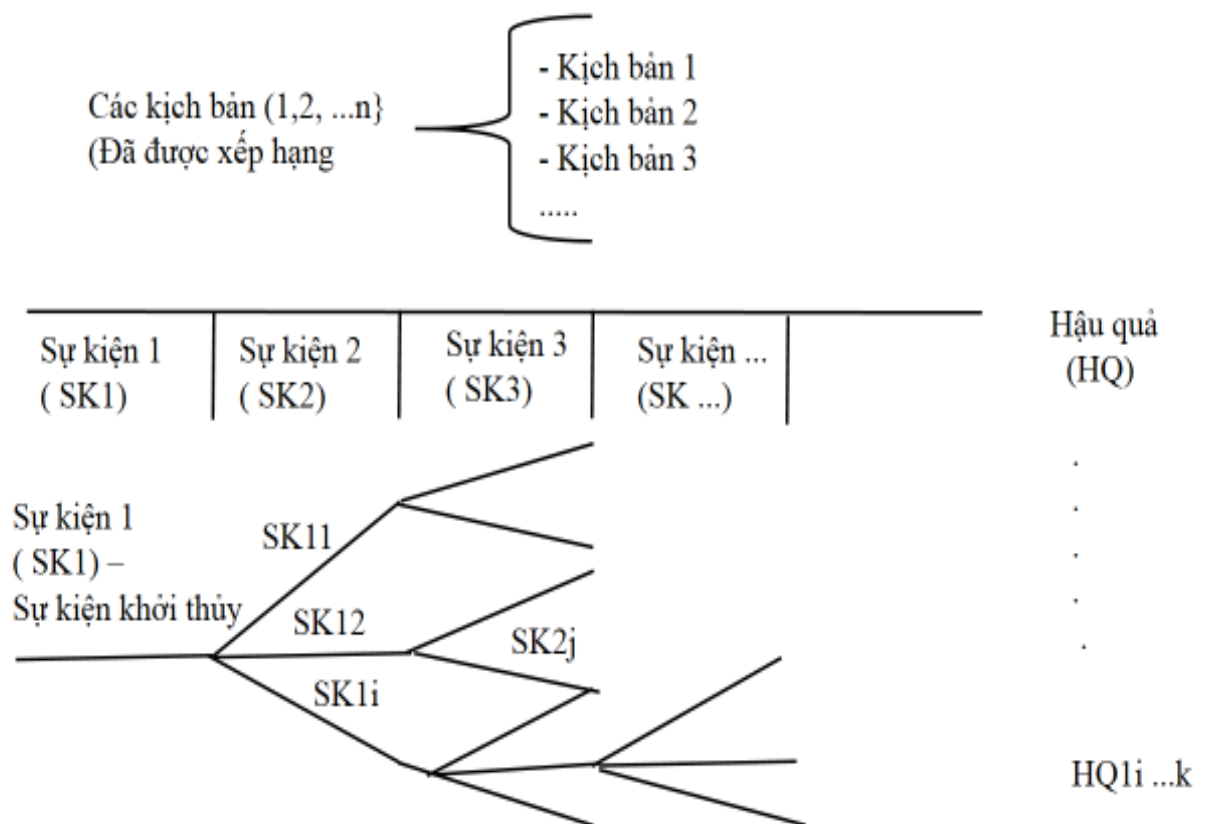 Các kịch bản (1,2, ...n}
(Đã được xếp hạng
- Kịch bản 1
- Kịch bản 2
- Kịch bản 3
.....
Sự kiện 1
( SK1)
Sự kiện 2
( SK2)
Sự kiện 3
( SK3)
Sự kiện ...
(SK ...)
Hậu quả
(HQ)
Sự kiện 1
( SK1) –
Sự kiện khởi thủy
SK11
SK12
SK1i
SK2j
.
.
.
.
.
HQ1i ...k